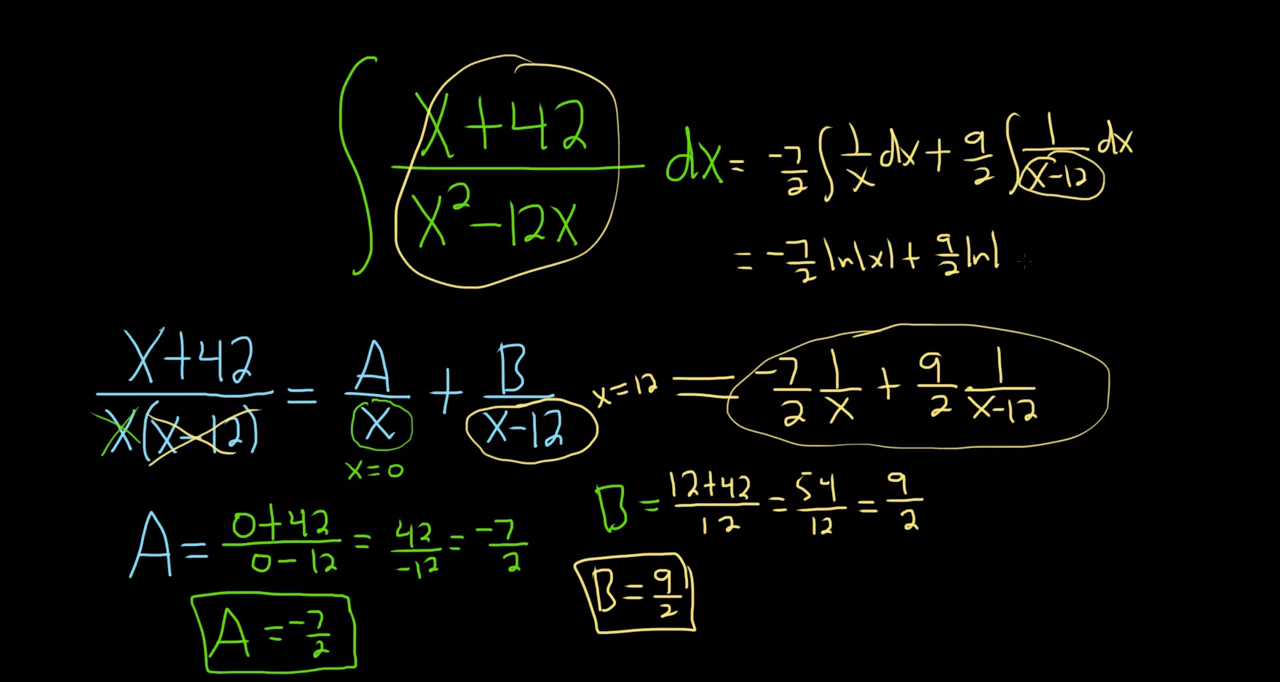 ∫ (x+42)/(x²-12x) dx = -7/2 ∫ 1/x dx + 9/2 ∫ 1/(x-12) dx
= -7/2 ln|x| + 9/2 ln|
(x+42)/(x(x-12)) = A/x + B/(x-12) x=12 = -7/2 1/x + 9/2 1/(x-12)
x=0
A = (0+42)/(0-12) = 42/-12 = -7/2
B = (12+42)/12 = 54/12 = 9/2
A = -7/2
B = 9/2